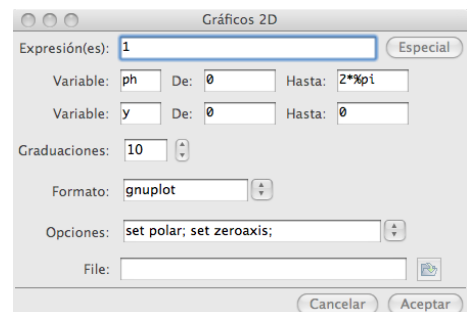 Gráficos 2D
Expresión(es): 1 Especial
Variable: ph De: 0 Hasta: 2*%pi
Variable: y De: 0 Hasta: 0
Graduaciones: 10
Formato: gnuplot
Opciones: set polar; set zeroaxis;
File:
Cancelar Aceptar